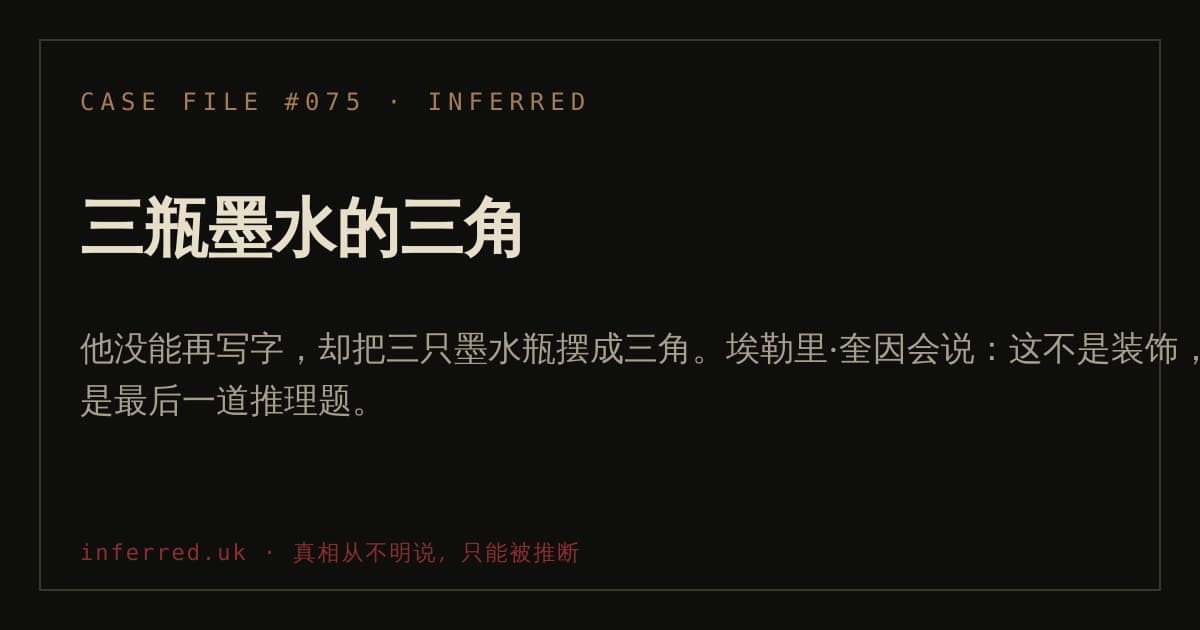 CASE FILE #075 · INFERRED
三瓶墨水的三角
他没能再写字，却把三只墨水瓶摆成三角。埃勒里·奎因会说：这不是装饰，
是最后一道推理题。
inferred.uk · 真相从不明说，只能被推断